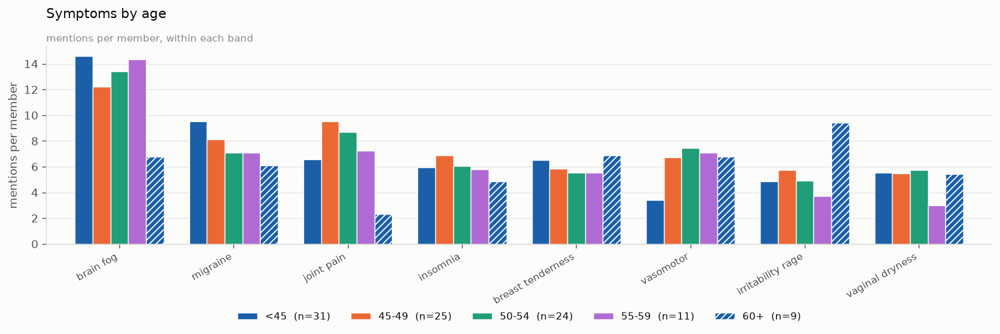 Symptoms by age
mentions per member, within each band
mentions per member
14
12
10
8
6
4
2
0
brain fog
migraine
joint pain
insomnia
breast tenderness
vasomotor
irritability rage
vaginal dryness
<45 (n=31)
45-49 (n=25)
50-54 (n=24)
55-59 (n=11)
60+ (n=9)